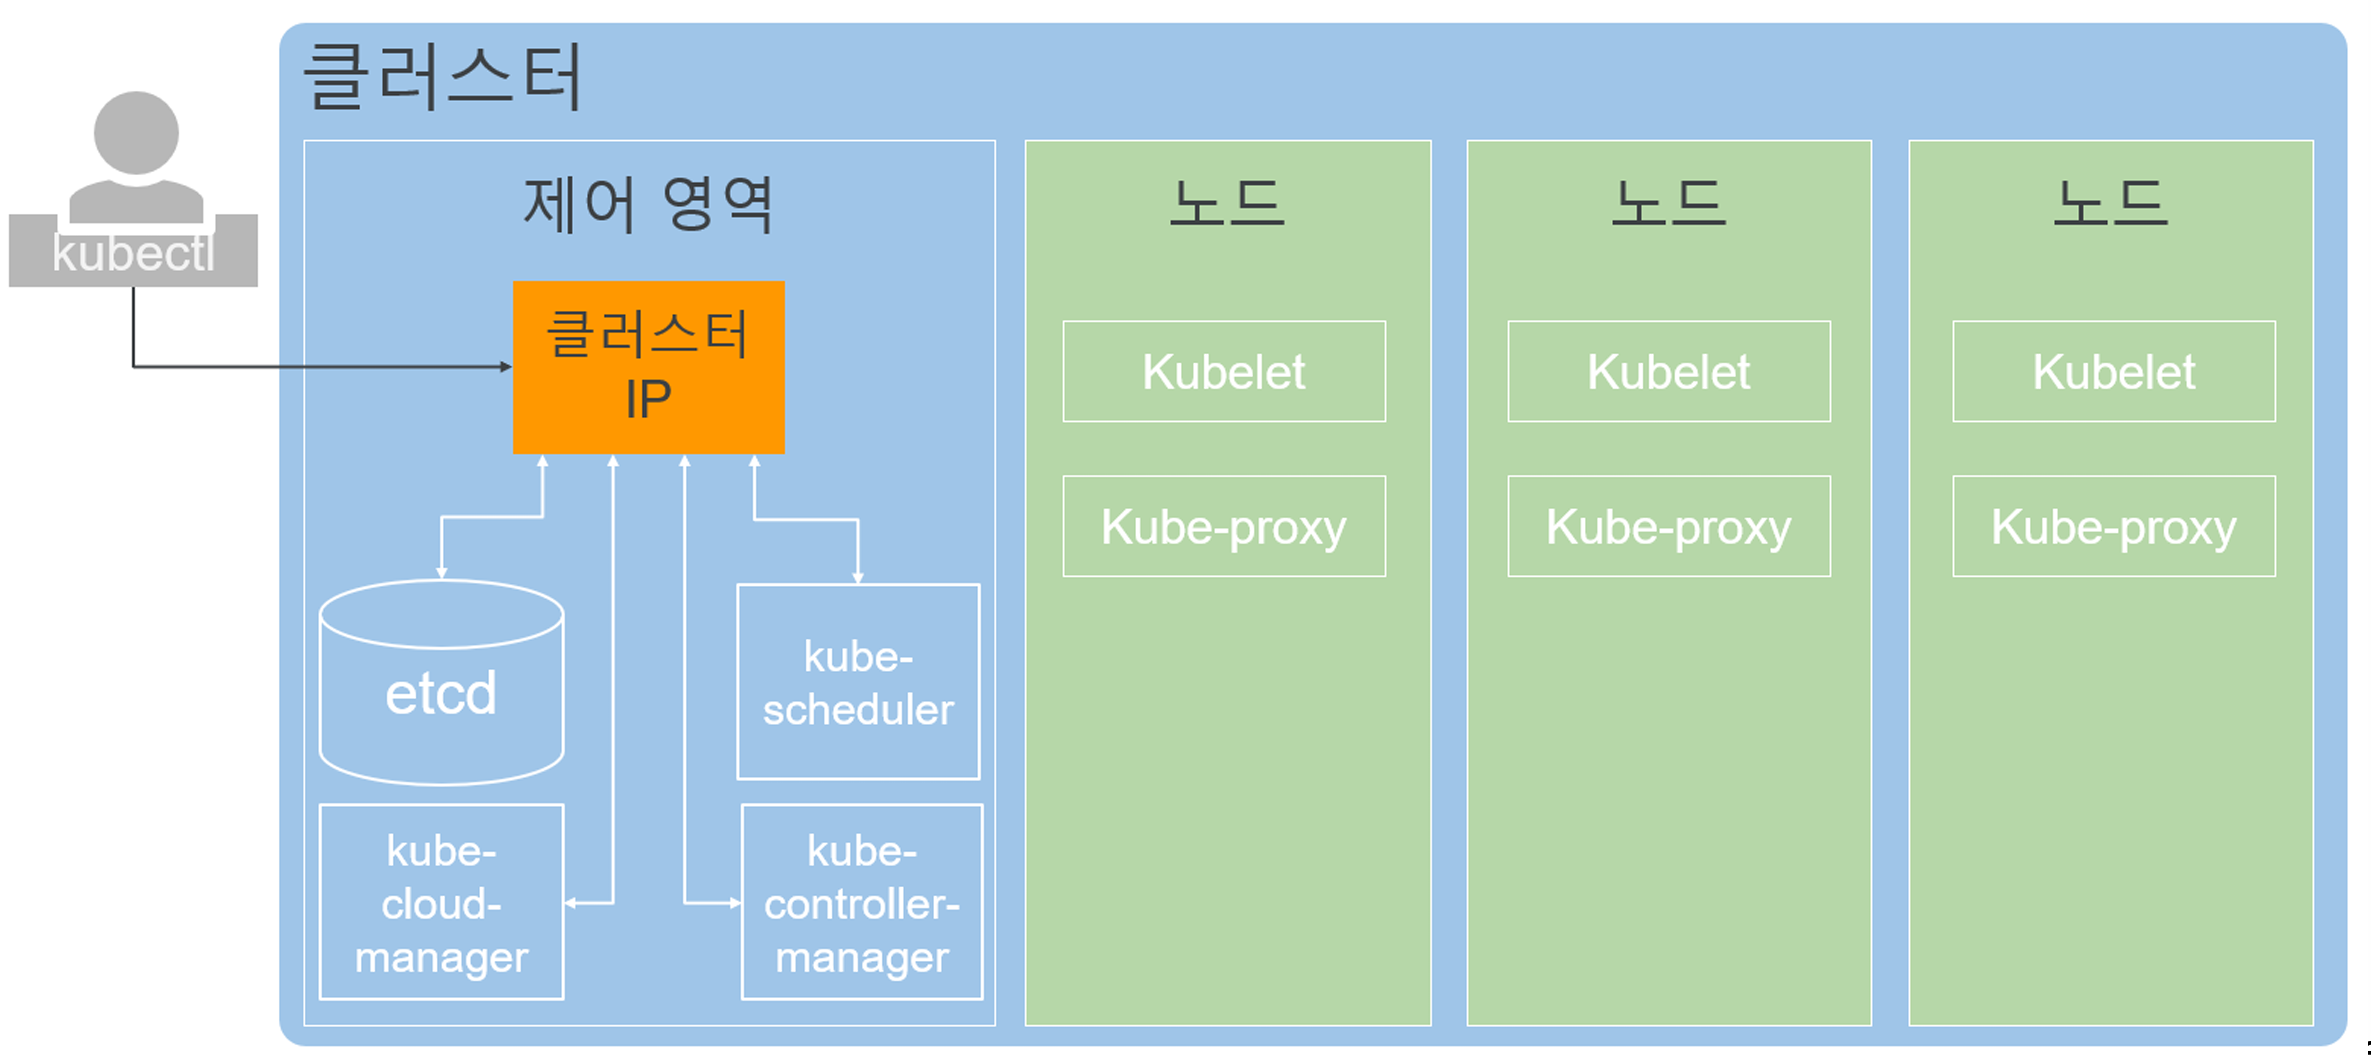 클러스터
kubectl
제어 영역
클러스터
IP
etcd
kube-
scheduler
kube-
cloud-
manager
kube-
controller-
manager
노드
Kubelet
Kube-proxy
노드
Kubelet
Kube-proxy
노드
Kubelet
Kube-proxy